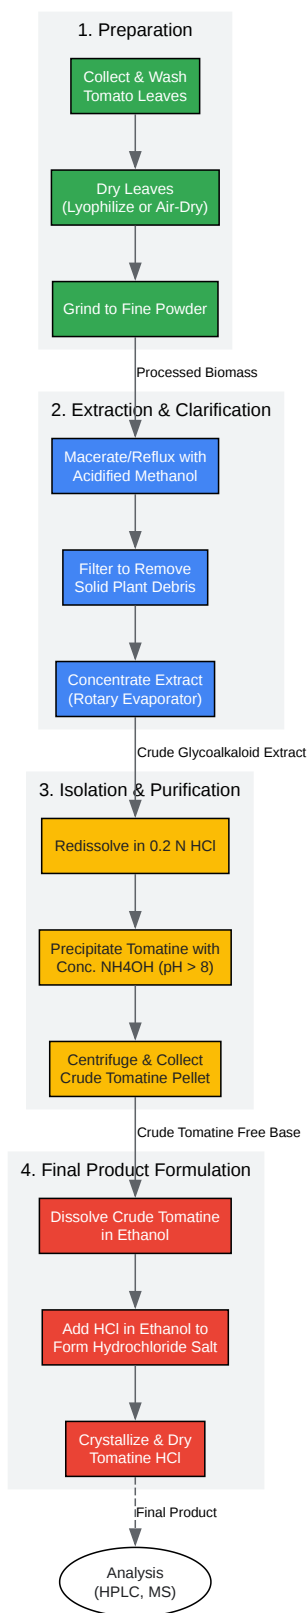 1. Preparation
Collect & Wash
Tomato Leaves
Dry Leaves
(Lyophilize or Air-Dry)
Grind to Fine Powder
Processed Biomass
2. Extraction & Clarification
Macerate/Reflux with
Acidified Methanol
Filter to Remove
Solid Plant Debris
Concentrate Extract
(Rotary Evaporator)
Crude Glycoalkaloid Extract
3. Isolation & Purification
Redissolve in 0.2 N HCl
Precipitate Tomatine with
Conc. NH4OH (pH > 8)
Centrifuge & Collect
Crude Tomatine Pellet
Crude Tomatine Free Base
4. Final Product Formulation
Dissolve Crude Tomatine
in Ethanol
Add HCl in Ethanol to
Form Hydrochloride Salt
Crystallize & Dry
Tomatine HCl
Final Product
Analysis
(HPLC, MS)